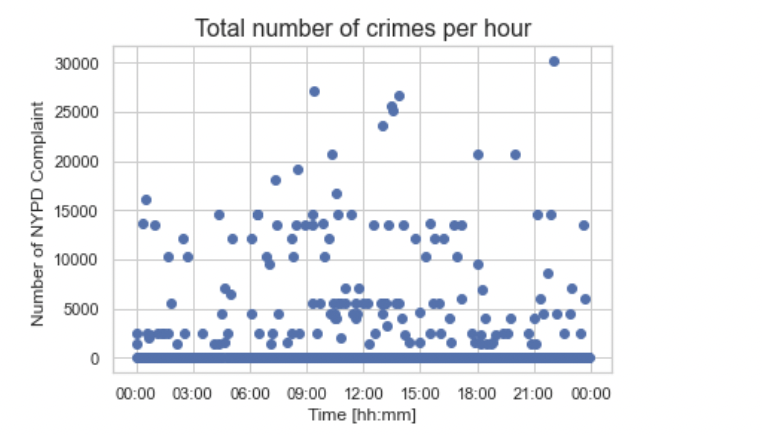 Total number of crimes per hour
Number of NYPD Complaint
30000
25000
20000
15000
10000
5000
0
00:00 03:00 06:00 09:00 12:00 15:00 18:00 21:00 00:00
Time [hh:mm]